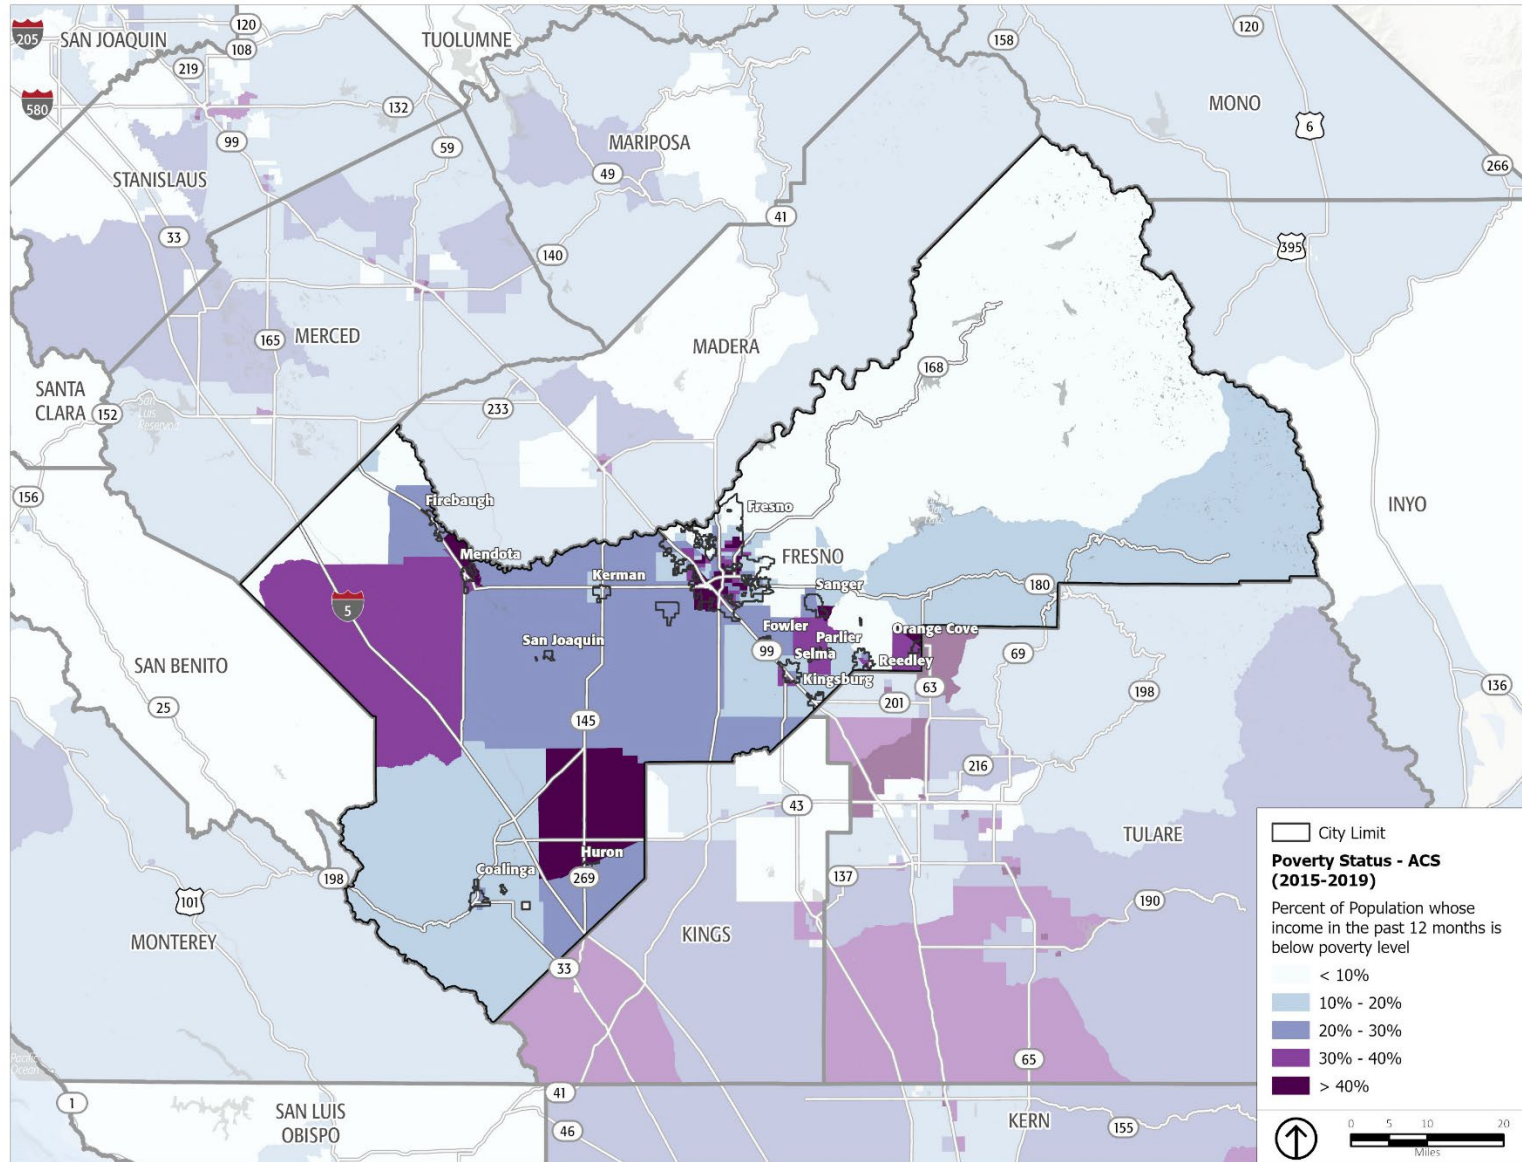 205
SAN JOAQUIN
120
108
TUOLUMNE
158
120
219
580
132
MONO
6
99
59
MARIPOSA
266
STANISLAUS
49
41
33
140
395
165
MERCED
MADERA
168
SANTA
CLARA
152
San
Luis
Reservoir
233
156
Firebaugh
Fresno
INYO
Mendota
FRESNO
Kerman
Sanger
180
5
Fowler
Orange Cove
San Joaquin
Parlier
99
Selma
Reedley
69
SAN BENITO
Kingsburg
63
198
136
25
201
145
216
43
TULARE
Huron
Coalinga
198
269
137
101
190
MONTEREY
KINGS
33
65
Pacific
Ocean
1
41
SAN LUIS
OBISPO
46
KERN
155
City Limit
Poverty Status - ACS
(2015-2019)
Percent of Population whose
income in the past 12 months is
below poverty level
< 10%
10% - 20%
20% - 30%
30% - 40%
> 40%
0 5 10 20
Miles